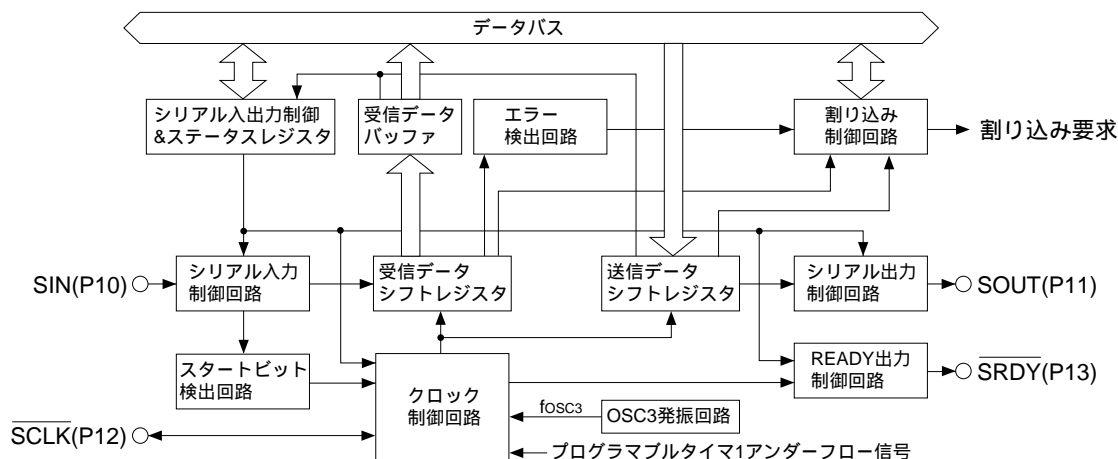 データバス
シリアル入出力制御
&ステータスレジスタ
受信データ
バッファ
エラー
検出回路
割り込み
制御回路
割り込み要求
SIN(P10)
シリアル入力
制御回路
受信データ
シフトレジスタ
送信データ
シフトレジスタ
シリアル出力
制御回路
SOUT(P11)
スタートビット
検出回路
クロック
制御回路
READY出力
制御回路
SRDY(P13)
fOSC3
OSC3発振回路
SCLK(P12)
プログラマブルタイマ1アンダーフロー信号